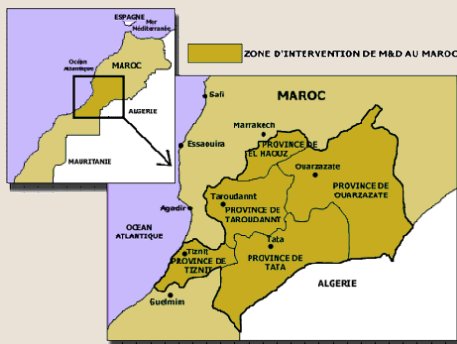 ESPAGNE
Mer
Méditerranée
Océan
Atlantique
MAROC
ALGERIE
MAURITANIE
ZONE D'INTERVENTION DE M&D AU MAROC
Safi
MAROC
Marrakech
Essaouira
PROVINCE DE
EL HAOUZ
Ouarzazate
PROVINCE DE
OUARZAZATE
Taroudannt
PROVINCE DE
TAROUDANNT
Agadir
OCEAN
ATLANTIQUE
Tiznit
PROVINCE DE
TIZNIT
Tata
PROVINCE DE
TATA
ALGERIE
Guelmim